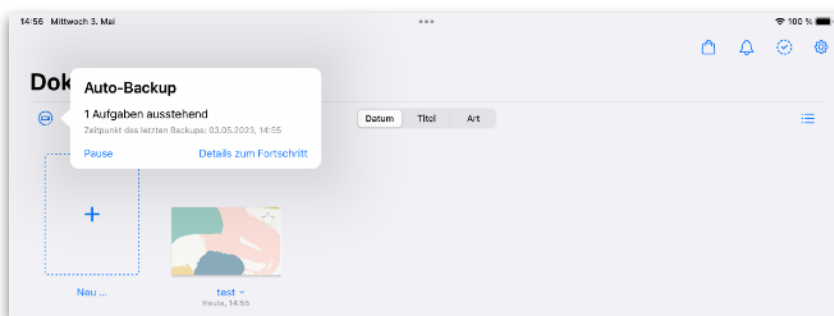 14:56 Mittwoch 3. Mai
100 %
Dok
Auto-Backup
1 Aufgaben ausstehend
Zeitpunkt des letzten Backups: 03.05.2023, 14:55
Pause Details zum Fortschritt
Datum Titel Art
Neu ...
test
Heute, 14:55